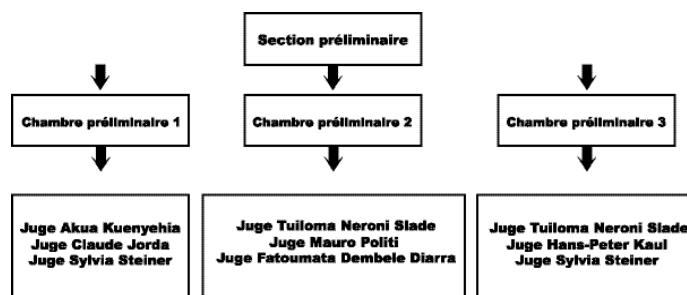 Section préliminaire
Chambre préliminaire 1
Chambre préliminaire 2
Chambre préliminaire 3
Juge Akua Kuenyehia
Juge Claude Jorda
Juge Sylvia Steiner
Juge Tuiloma Neroni Slade
Juge Mauro Politi
Juge Fatoumata Dembele Diarra
Juge Tuiloma Neroni Slade
Juge Hans-Peter Kaul
Juge Sylvia Steiner